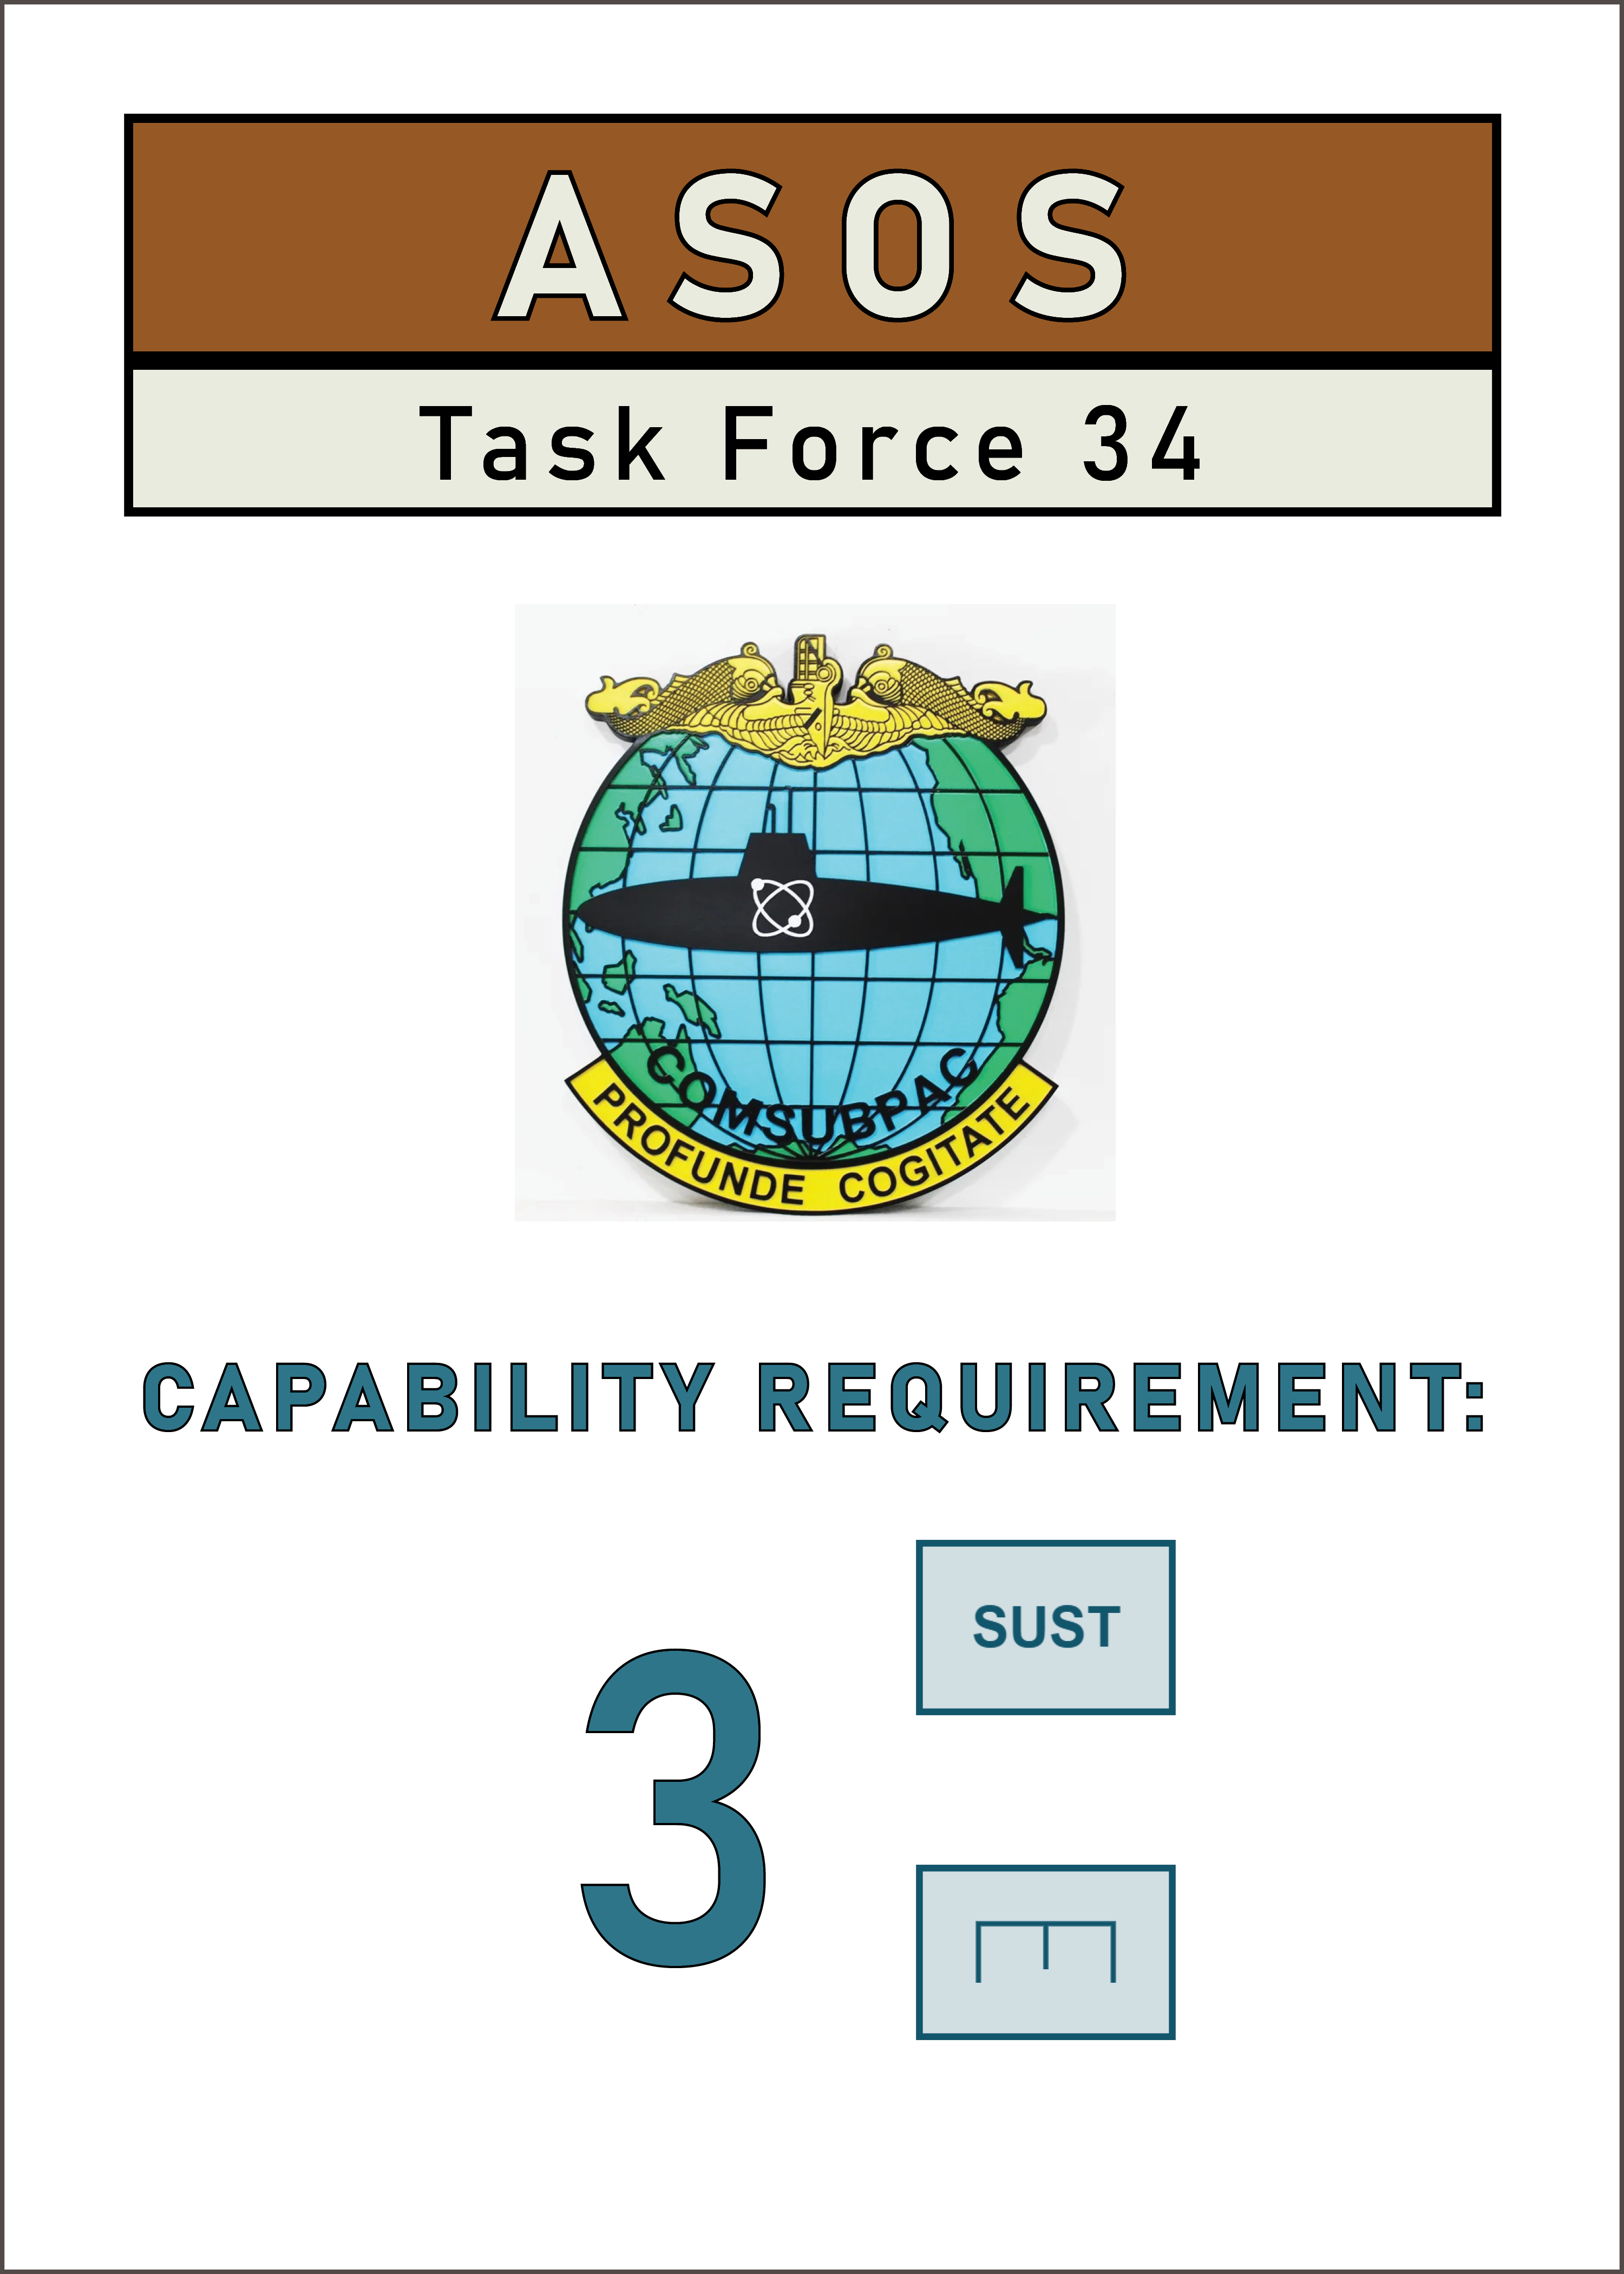 ASOS
Task Force 34
COMSUBPAC
PROFUNDE COGITATE
CAPABILITY REQUIREMENT:
3
SUST